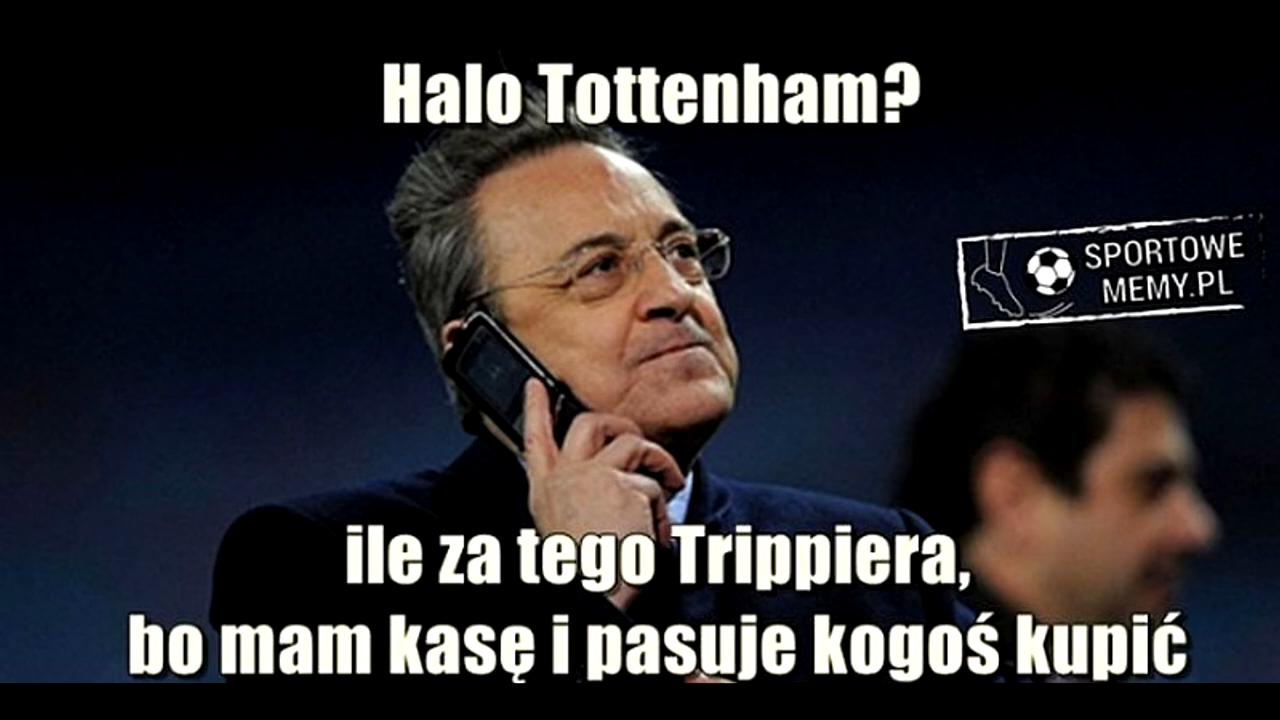 Halo Tottenham?
SPORTOWE
MEMY.PL
ile za tego Trippiera,
bo mam kasę i pasuje kogoś kupić